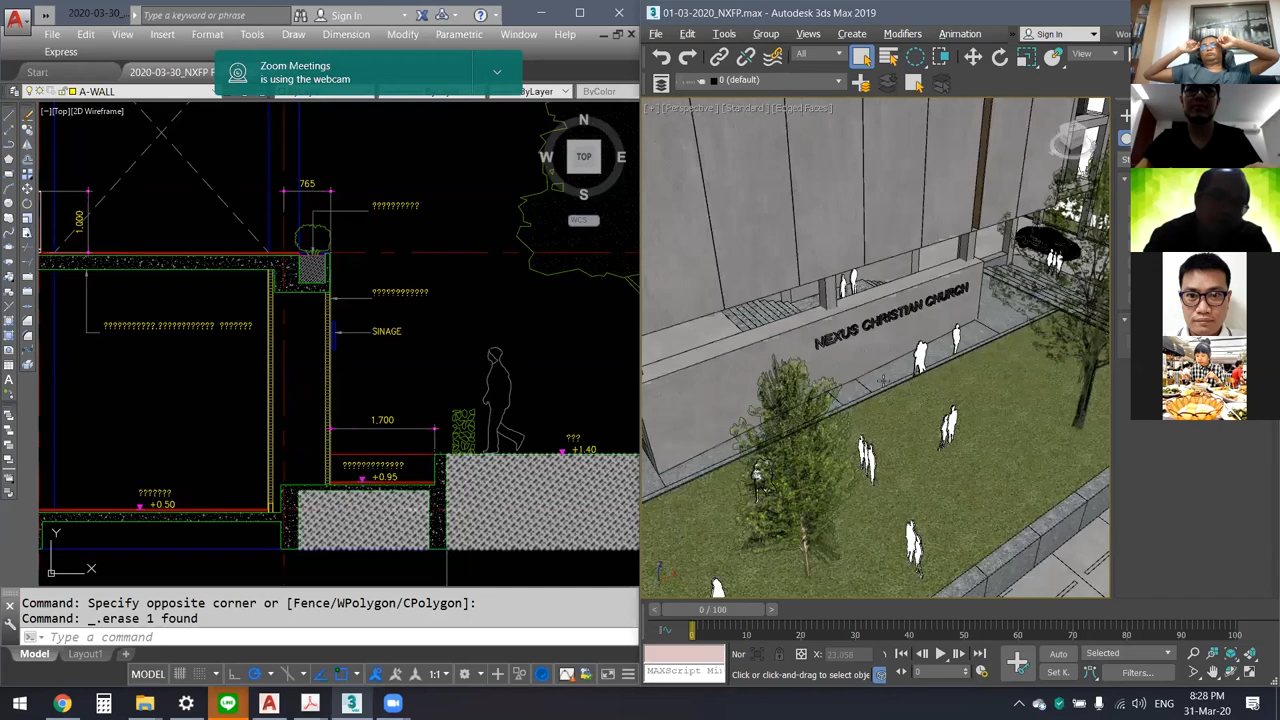 2020-03-30_NXFP...
Type a keyword or phrase
Sign In
01-03-2020_NXFP.max - Autodesk 3ds Max 2019
Edit
View
Insert
Format
Tools
Draw
Dimension
Modify
Parametric
Window
Help
Express
File
Edit
Tools
Group
Views
Create
Modifiers
Animation
Sign In
Workspaces:
Zoom Meetings
is using the webcam
Start
2020-03-30_NXFP
All
View
A-WALL
ByLayer
ByColor
0 (default)
[−][Top][2D Wireframe]
[+] [Perspective] [Standard] [Edged Faces]
N
W
TOP
E
S
WCS
765
1.000
??????????
????????????
???????????.???????????? ???????
SINAGE
NEXUS CHRISTIAN CHURCH
1.700
???
+1.40
?????????????
+0.95
???????
+0.50
Y
X
Command: Specify opposite corner or [Fence/WPolygon/CPolygon]:
Command: _.erase 1 found
Type a command
Model
Layout1
MODEL
0 / 100
0
10
20
30
40
50
60
70
80
90
100
MAXScript Mi
X: 23.058
Click or click-and-drag to select obje
0
Auto
Selected
Set K.
Filters...
LINE
8:28 PM
31-Mar-20